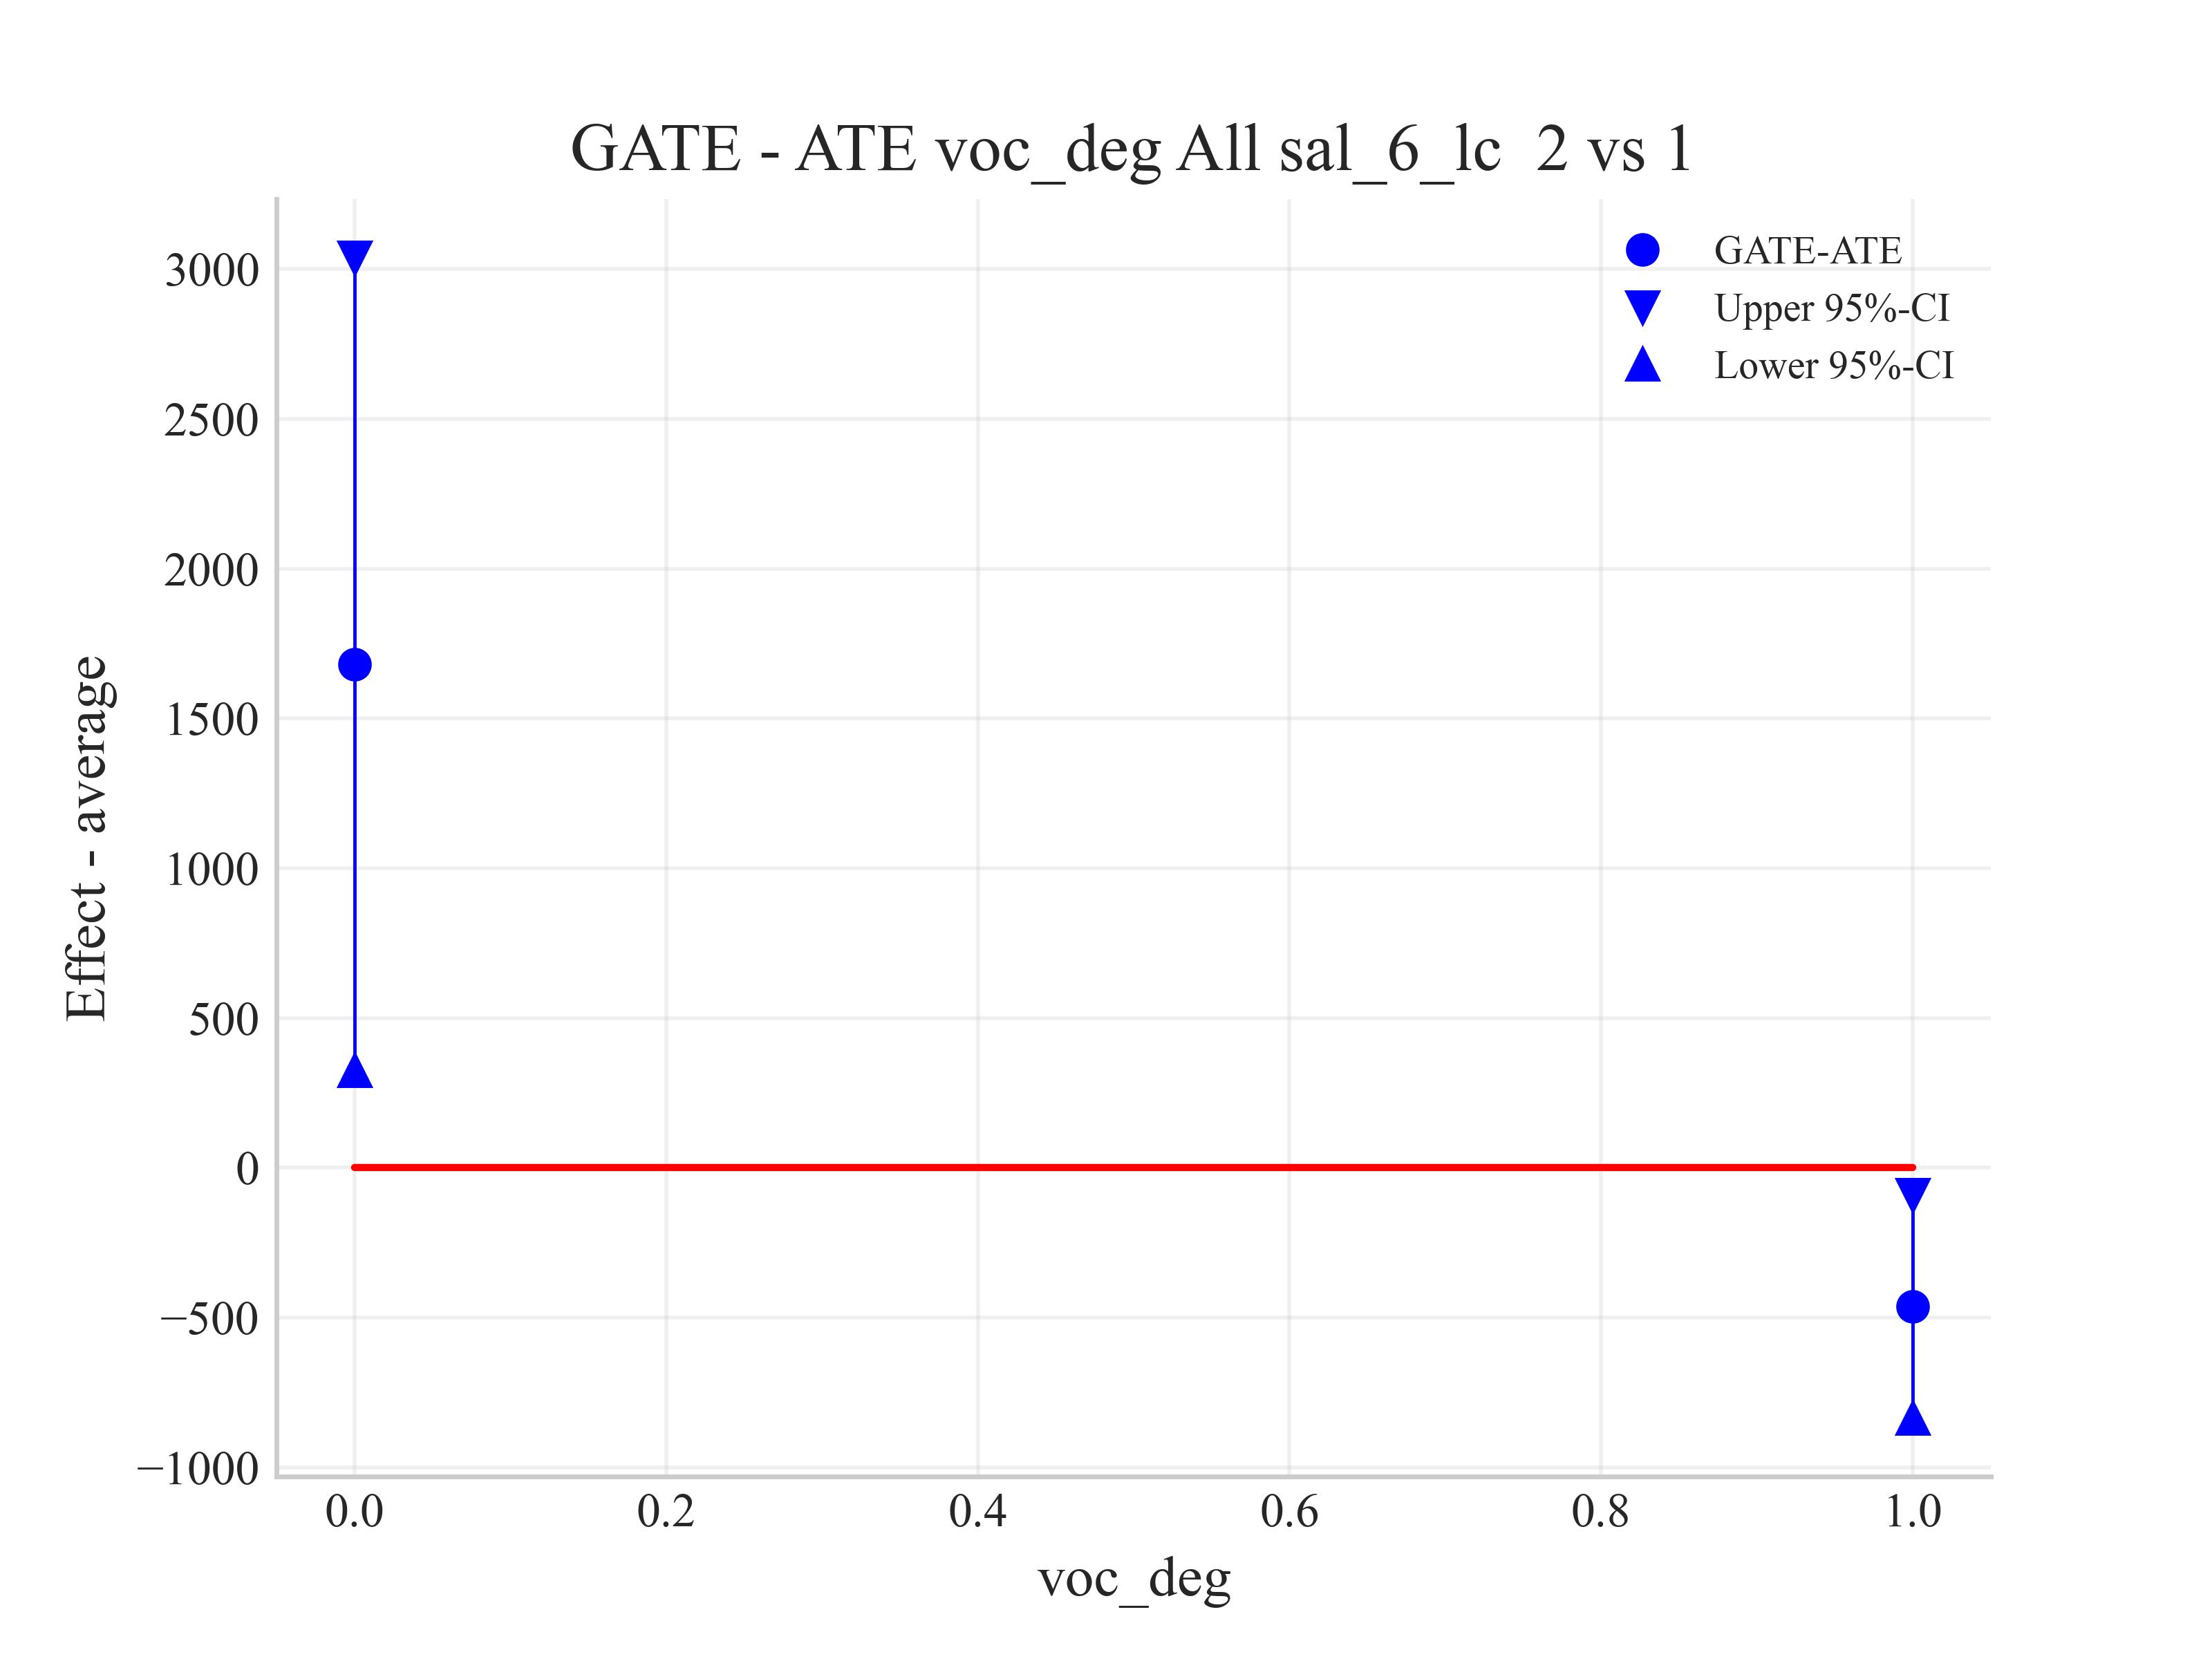 GATE - ATE voc_deg All sal_6_lc  2 vs 1
GATE-ATE
Upper 95%-CI
Lower 95%-CI
3000
2500
2000
1500
1000
500
0
−500
−1000
Effect - average
0.0 0.2 0.4 0.6 0.8 1.0
voc_deg